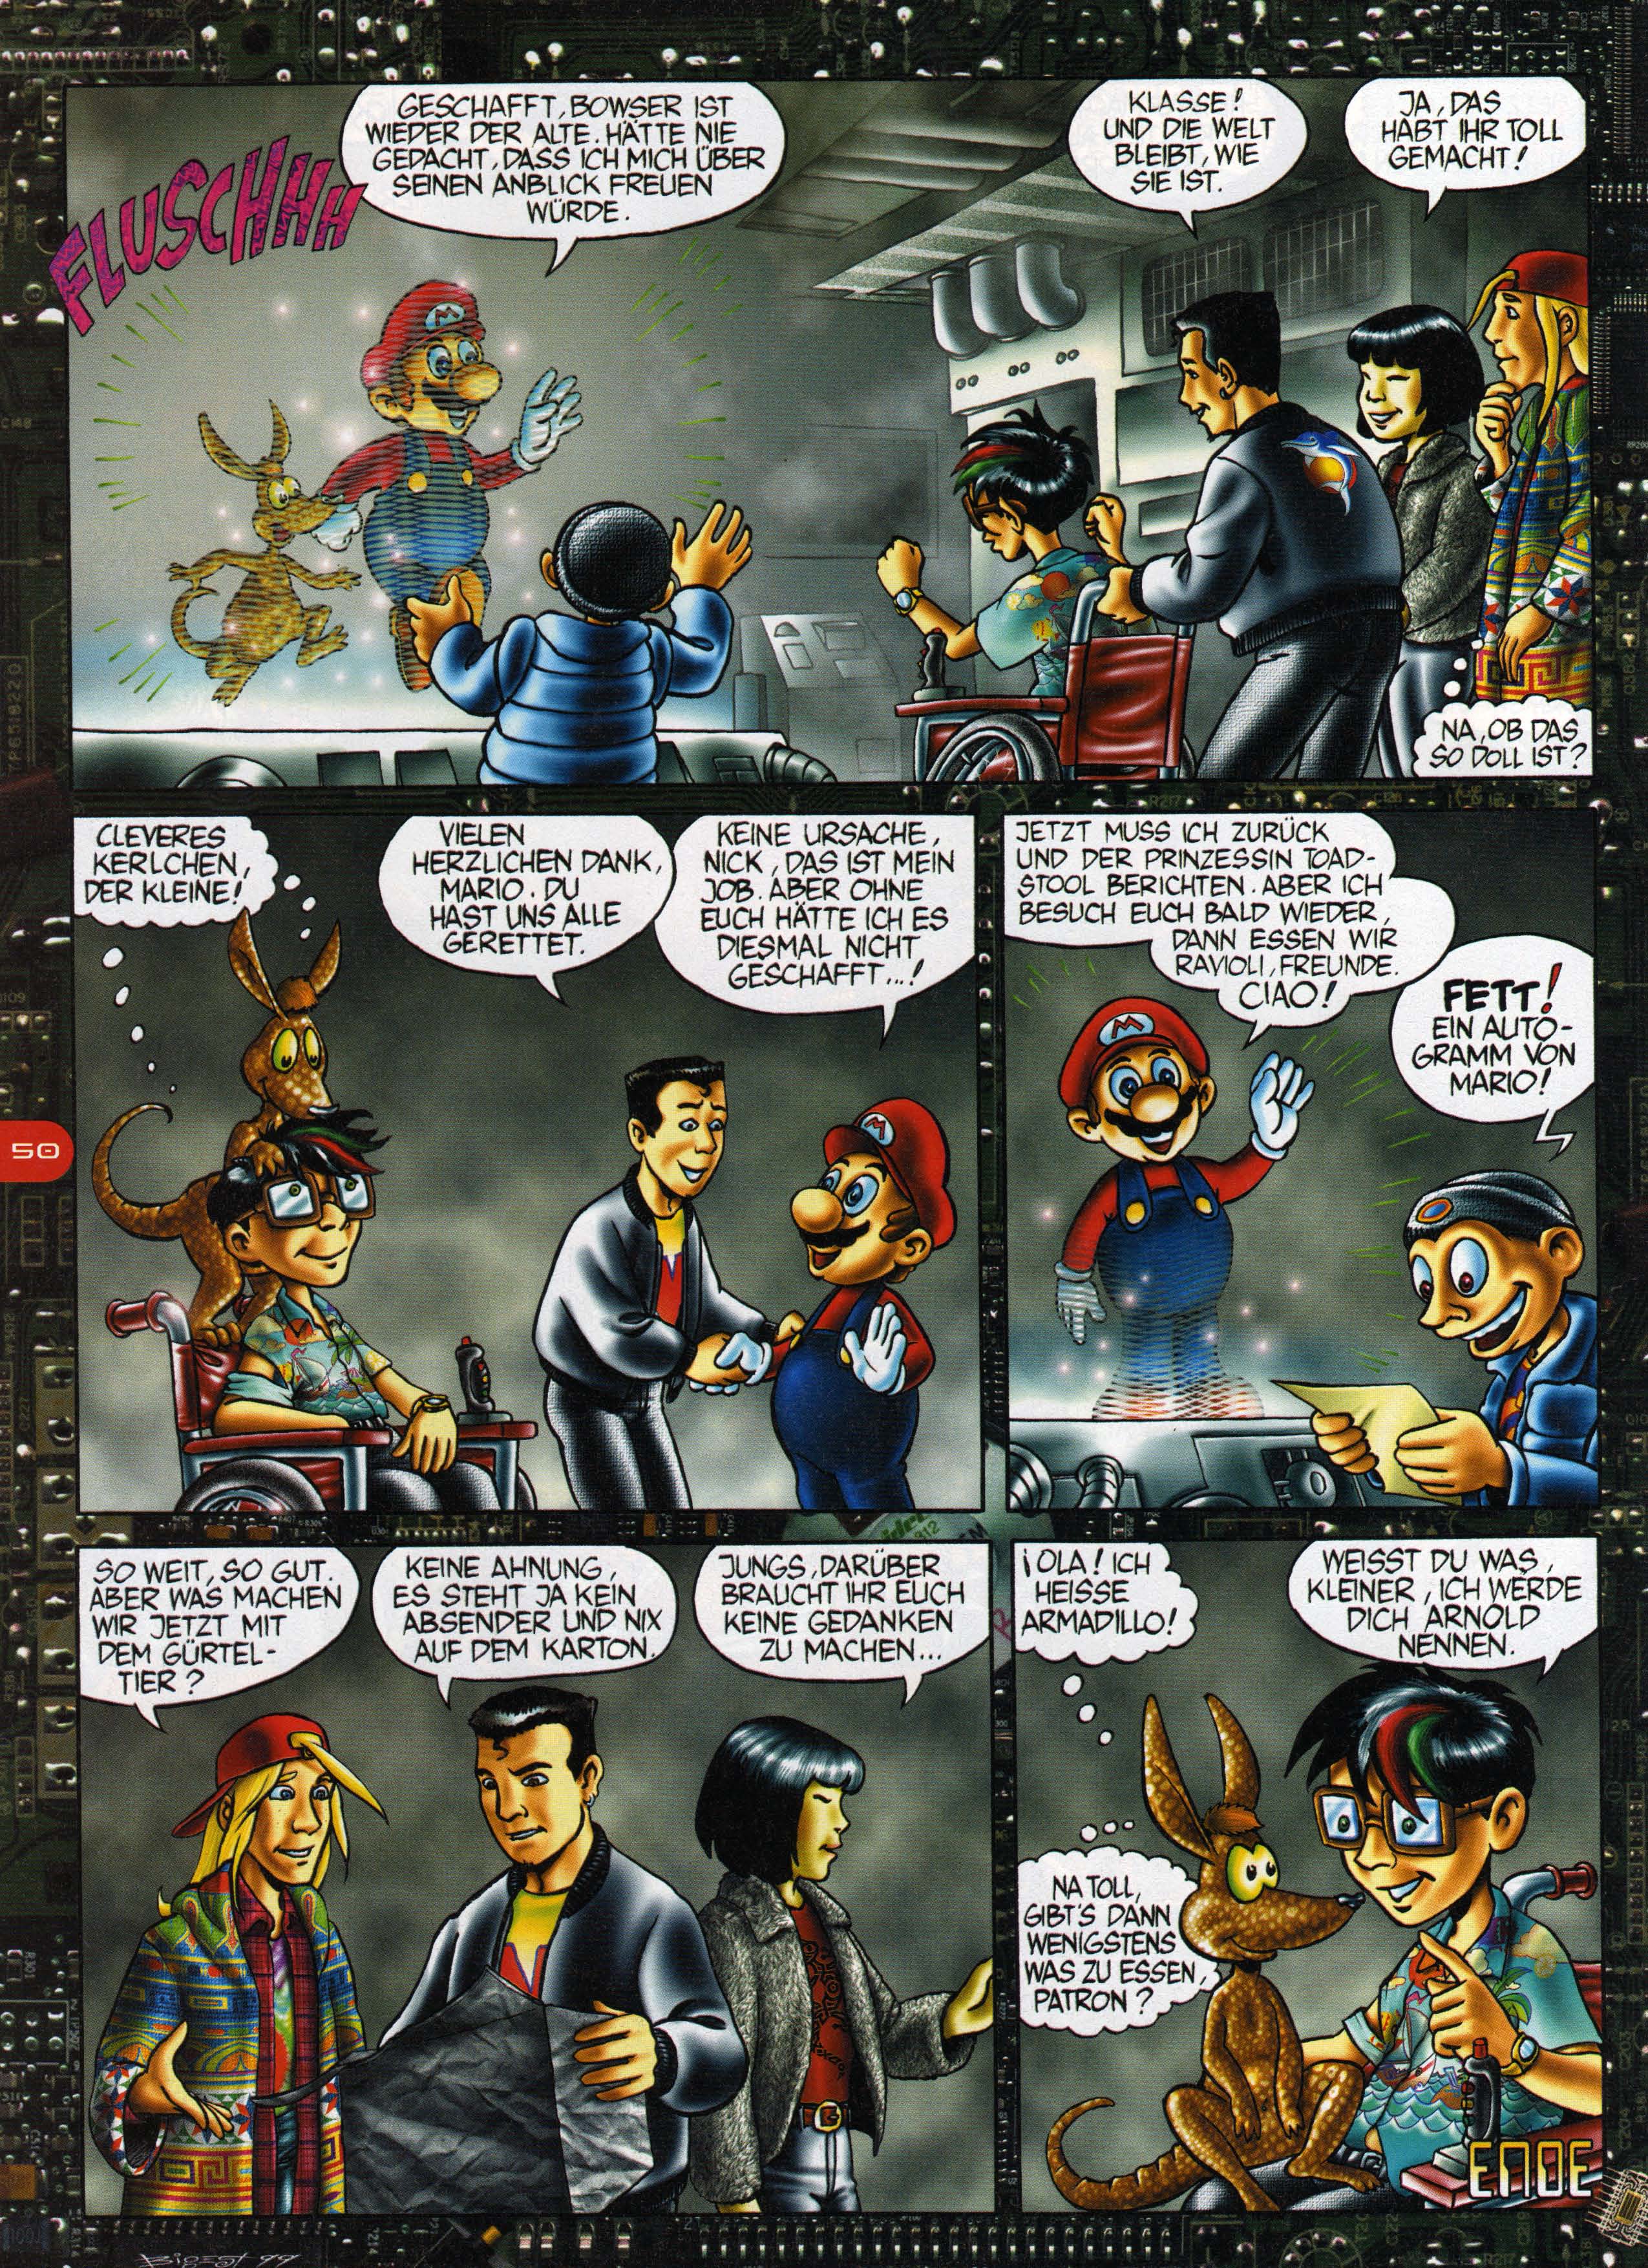 FLUSCHHH
GESCHAFFT, BOWSER IST
WIEDER DER ALTE. HÄTTE NIE
GEDACHT, DASS ICH MICH ÜBER
SEINEN ANBLICK FREUEN
WÜRDE.
KLASSE!
UND DIE WELT
BLEIBT, WIE
SIE IST.
JA, DAS
HABT IHR TOLL
GEMACHT!
NA, OB DAS
SO DOLL IST?
CLEVERES
KERLCHEN,
DER KLEINE!
VIELEN
HERZLICHEN DANK,
MARIO. DU
HAST UNS ALLE
GERETTET.
KEINE URSACHE,
NICK, DAS IST MEIN
JOB. ABER OHNE
EUCH HÄTTE ICH ES
DIESMAL NICHT
GESCHAFFT...!
JETZT MUSS ICH ZURÜCK
UND DER PRINZESSIN TOAD-
STOOL BERICHTEN. ABER ICH
BESUCH EUCH BALD WIEDER,
DANN ESSEN WIR
RAVIOLI, FREUNDE.
CIAO!
FETT!
EIN AUTO-
GRAMM VON
MARIO!
50
SO WEIT, SO GUT.
ABER WAS MACHEN
WIR JETZT MIT
DEM GÜRTEL-
TIER?
KEINE AHNUNG,
ES STEHT JA KEIN
ABSENDER UND NIX
AUF DEM KARTON.
JUNGS, DARÜBER
BRAUCHT IHR EUCH
KEINE GEDANKEN
ZU MACHEN...
¡OLA! ICH
HEISSE
ARMADILLO!
WEISST DU WAS,
KLEINER, ICH WERDE
DICH ARNOLD
NENNEN.
NA TOLL,
GIBT'S DANN
WENIGSTENS
WAS ZU ESSEN,
PATRON?
ENDE